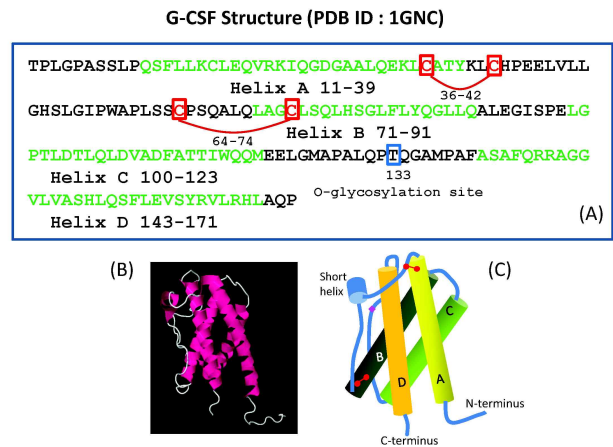 G-CSF Structure (PDB ID : 1GNC)
TPLGPASSLPQSFLLKCLEQVRKIQGDGAALQEKLCATYKLCHPEELVLL
Helix A 11-39
36-42
GHSLGIPWAPLSSCPSQALQLAGCLSQLHSGLFLYQGLLQALEGISPELG
64-74
Helix B 71-91
PTLDTLQLDVADFATTIWQQMEELGMAPALQPTQGAMPAFASAFQRRAGG
Helix C 100-123
133
O-glycosylation site
(A)
VLVASHLQSFLEVSYRVLRHLAQP
Helix D 143-171
(B)
(C)
Short
helix
B
C
D
A
N-terminus
C-terminus